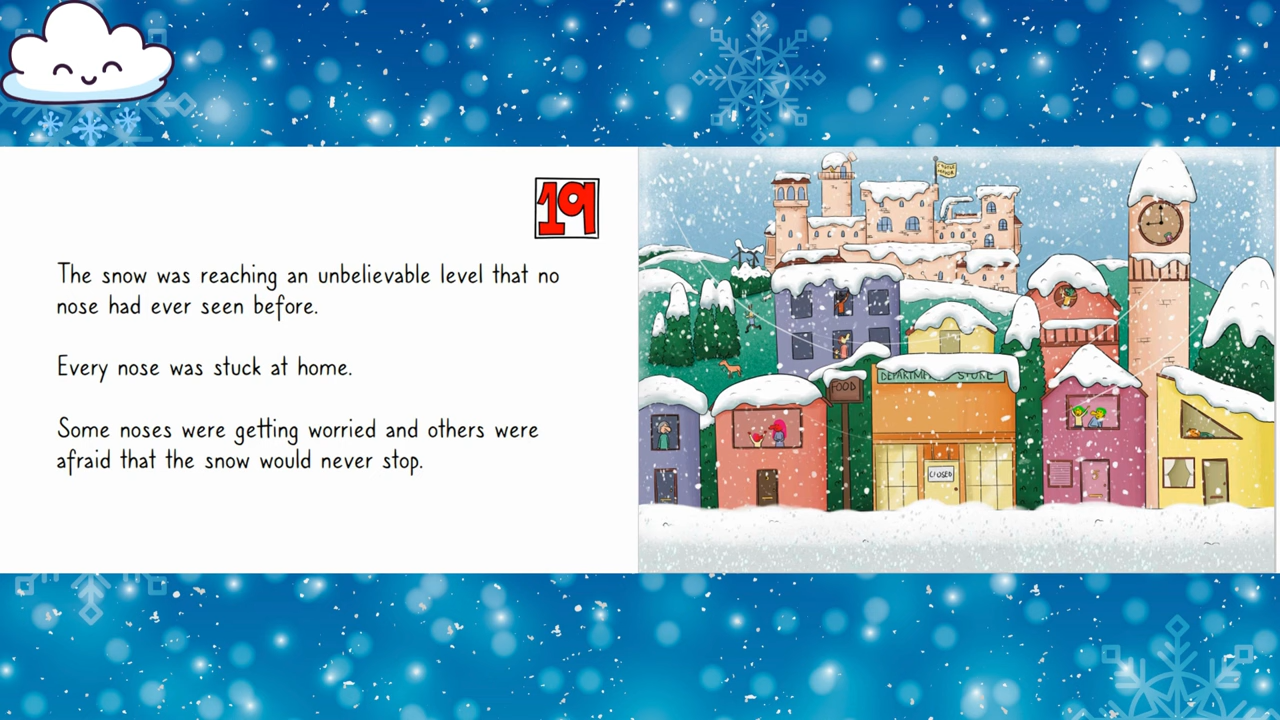 19
The snow was reaching an unbelievable level that no
nose had ever seen before.
Every nose was stuck at home.
Some noses were getting worried and others were
afraid that the snow would never stop.
FOOD
CLOSED